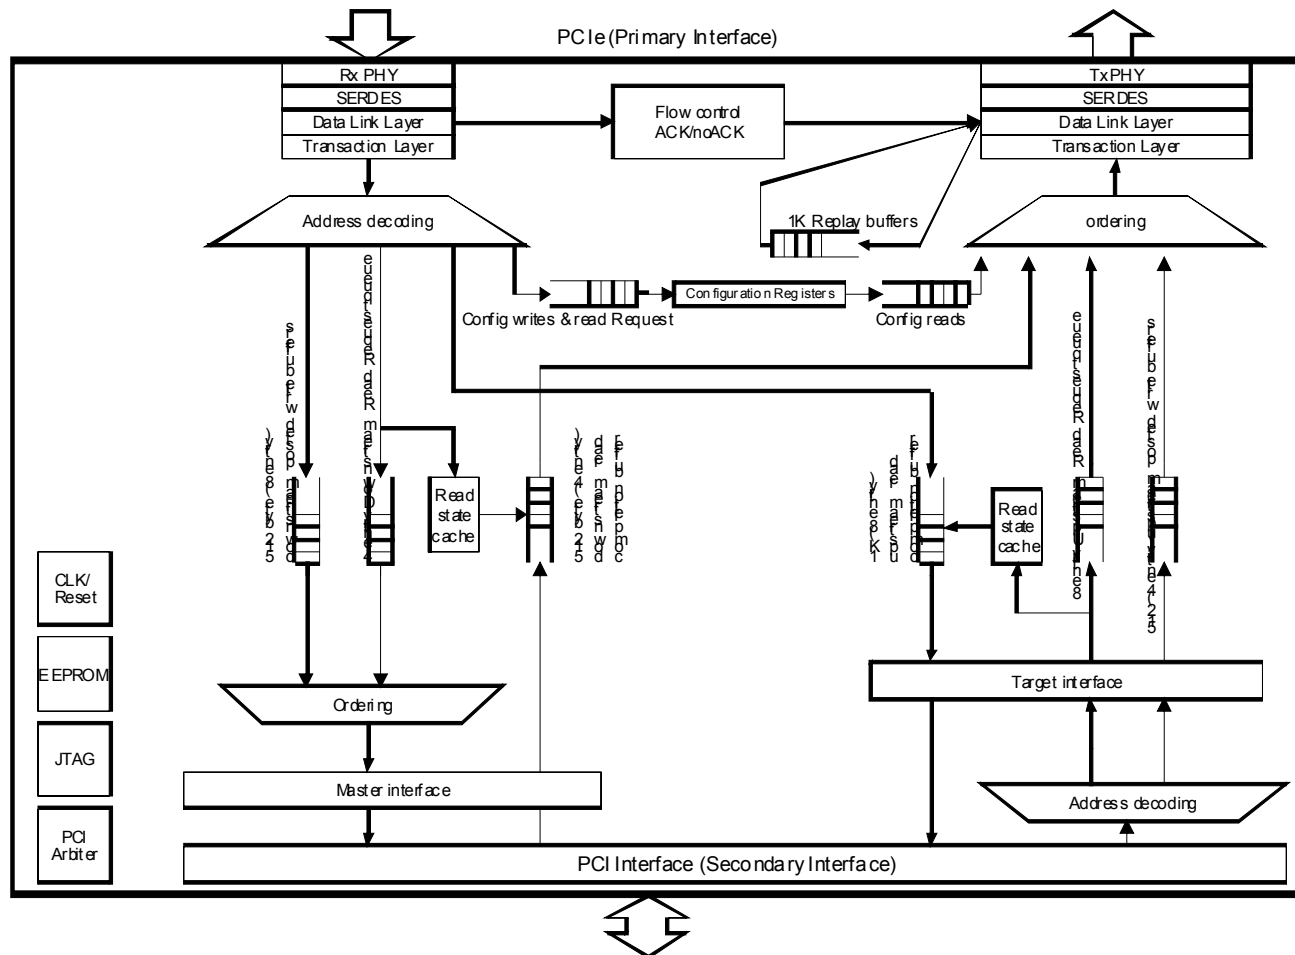 PCIe (Primary Interface)
Rx PHY
SERDES
Data Link Layer
Transaction Layer
Flow control
ACK/noACK
Tx PHY
SERDES
Data Link Layer
Transaction Layer
Address decoding
1K Replay buffers
ordering
Configuration Registers
Config writes & read Request
Config reads
Read
state
cache
Read
state
cache
CLK/
Reset
EEPROM
JTAG
PCI
Arbiter
Ordering
Target interface
Master interface
Address decoding
PCI Interface (Secondary Interface)